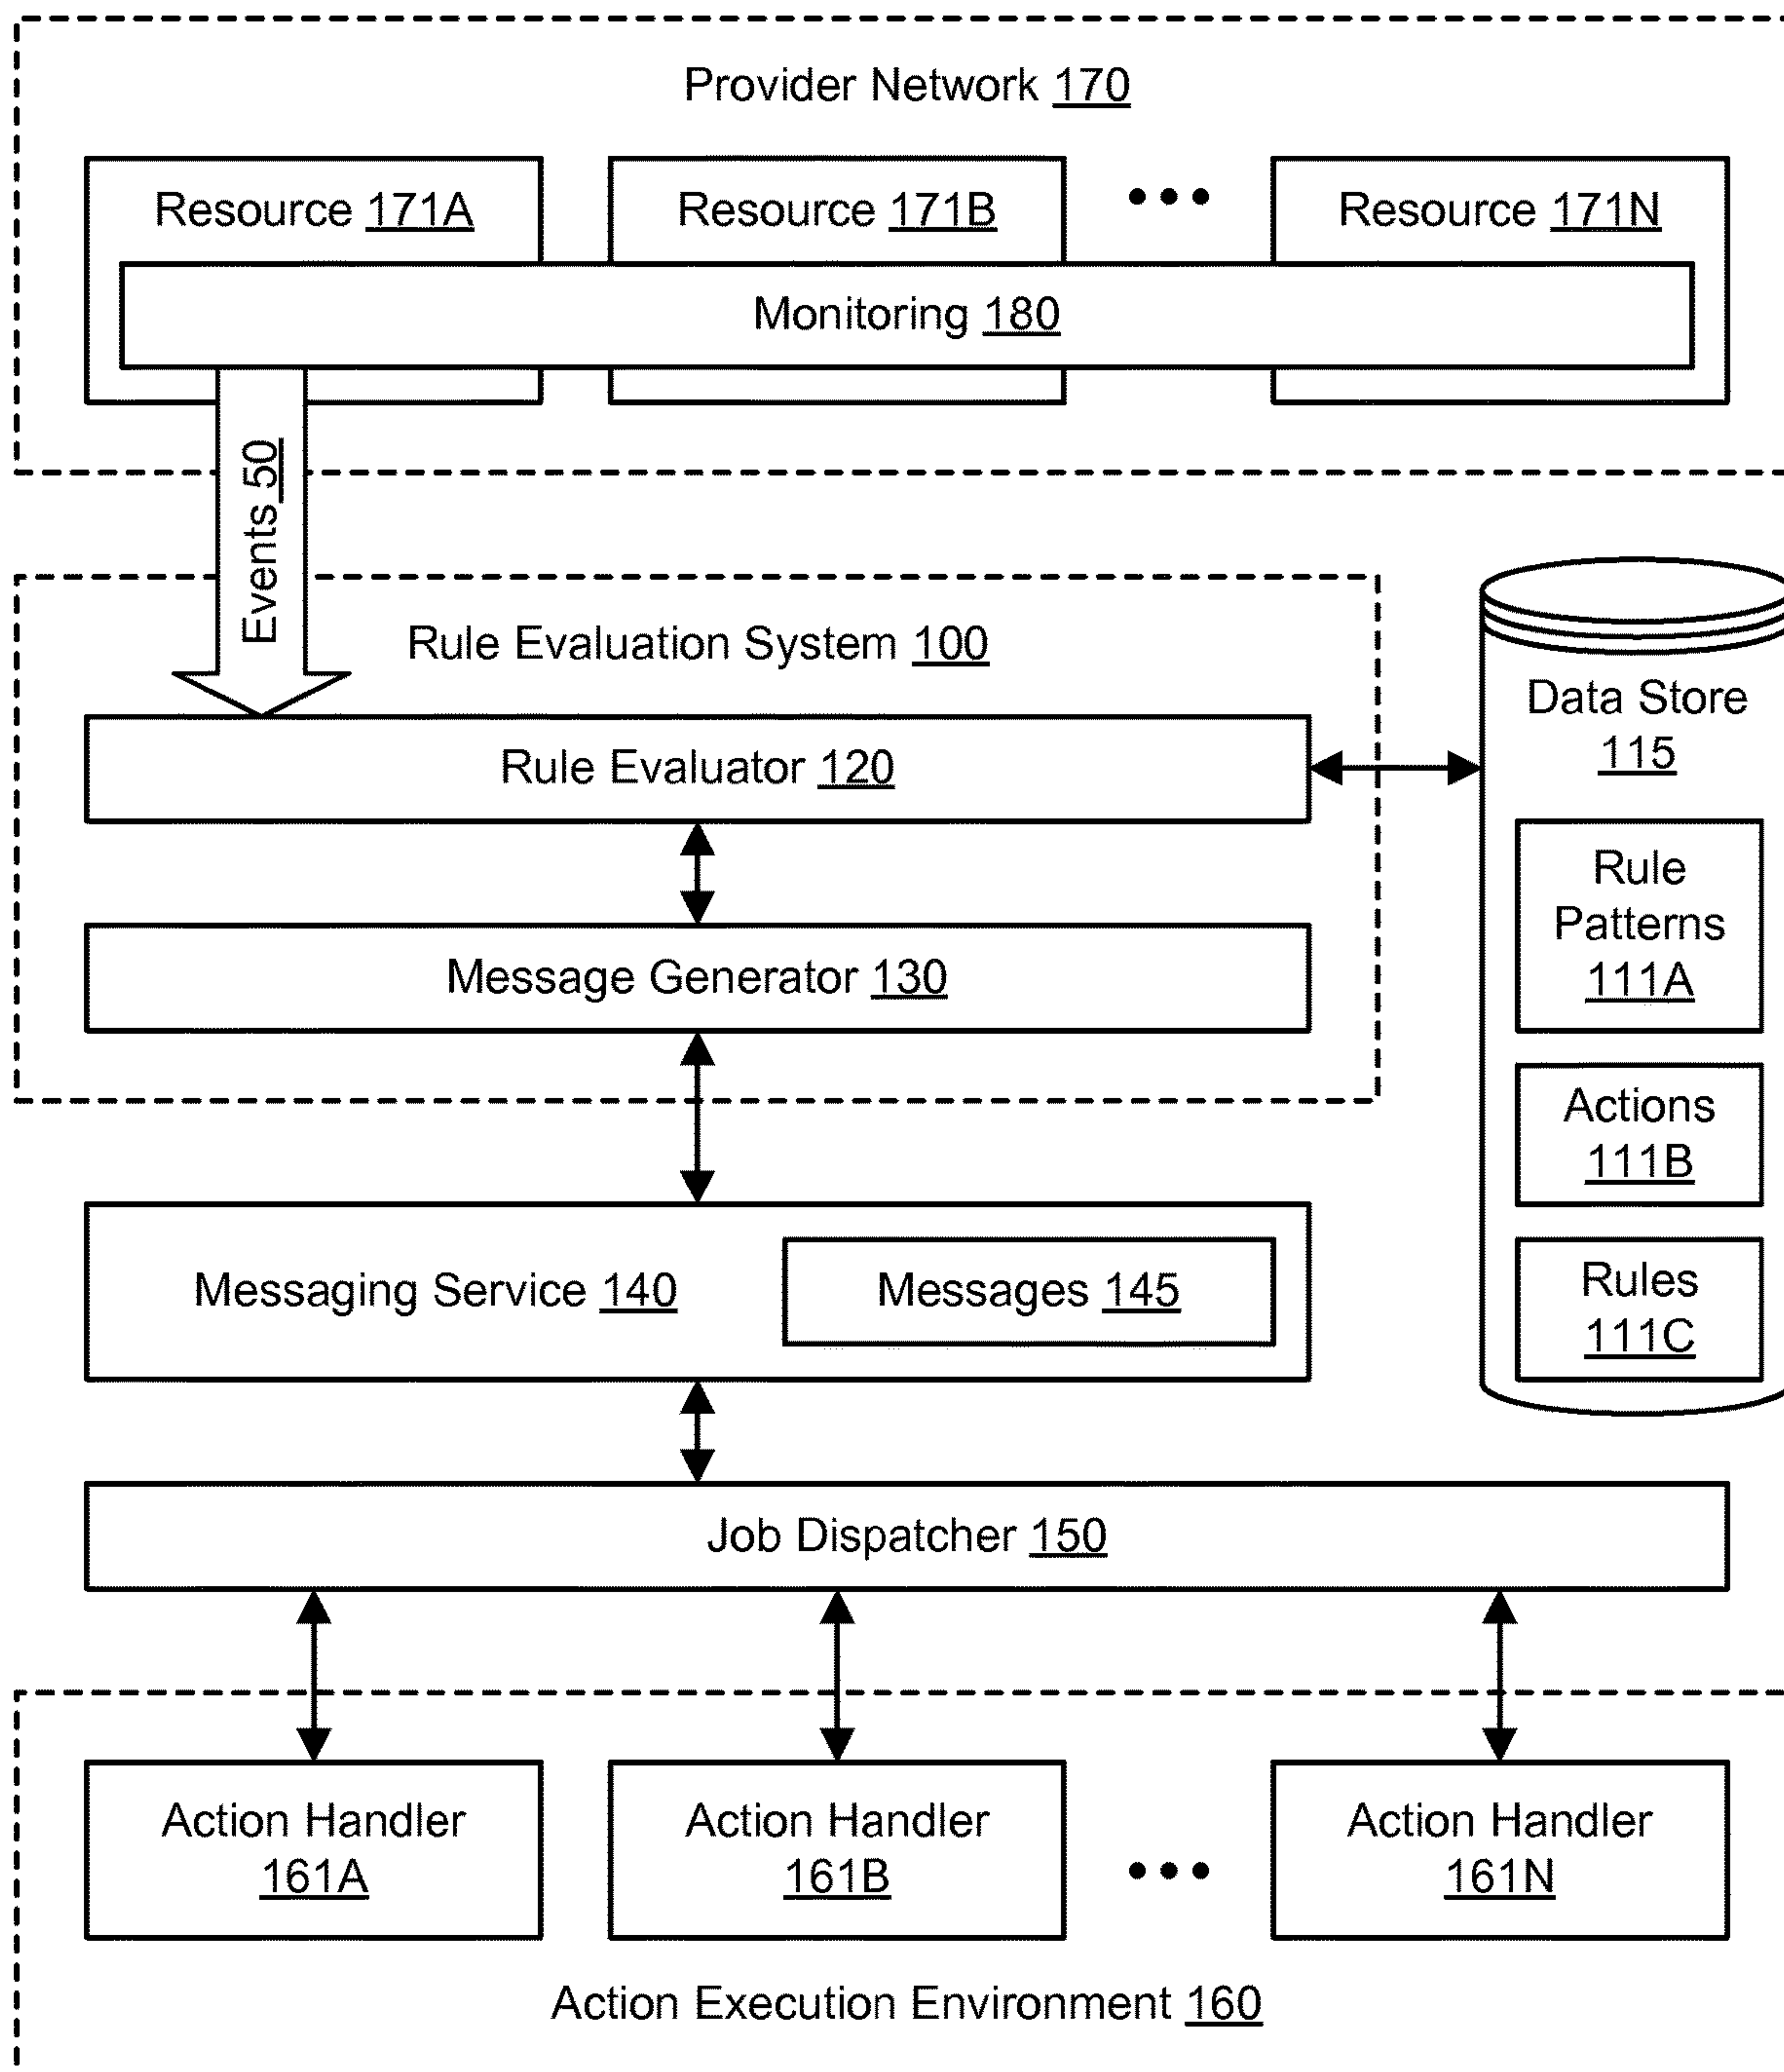 Provider Network 170
Resource 171A
Resource 171B
Resource 171N
Monitoring 180
Events 50
Rule Evaluation System 100
Rule Evaluator 120
Message Generator 130
Data Store
115
Rule
Patterns
111A
Actions
111B
Rules
111C
Messaging Service 140
Messages 145
Job Dispatcher 150
Action Handler
161A
Action Handler
161B
Action Handler
161N
Action Execution Environment 160